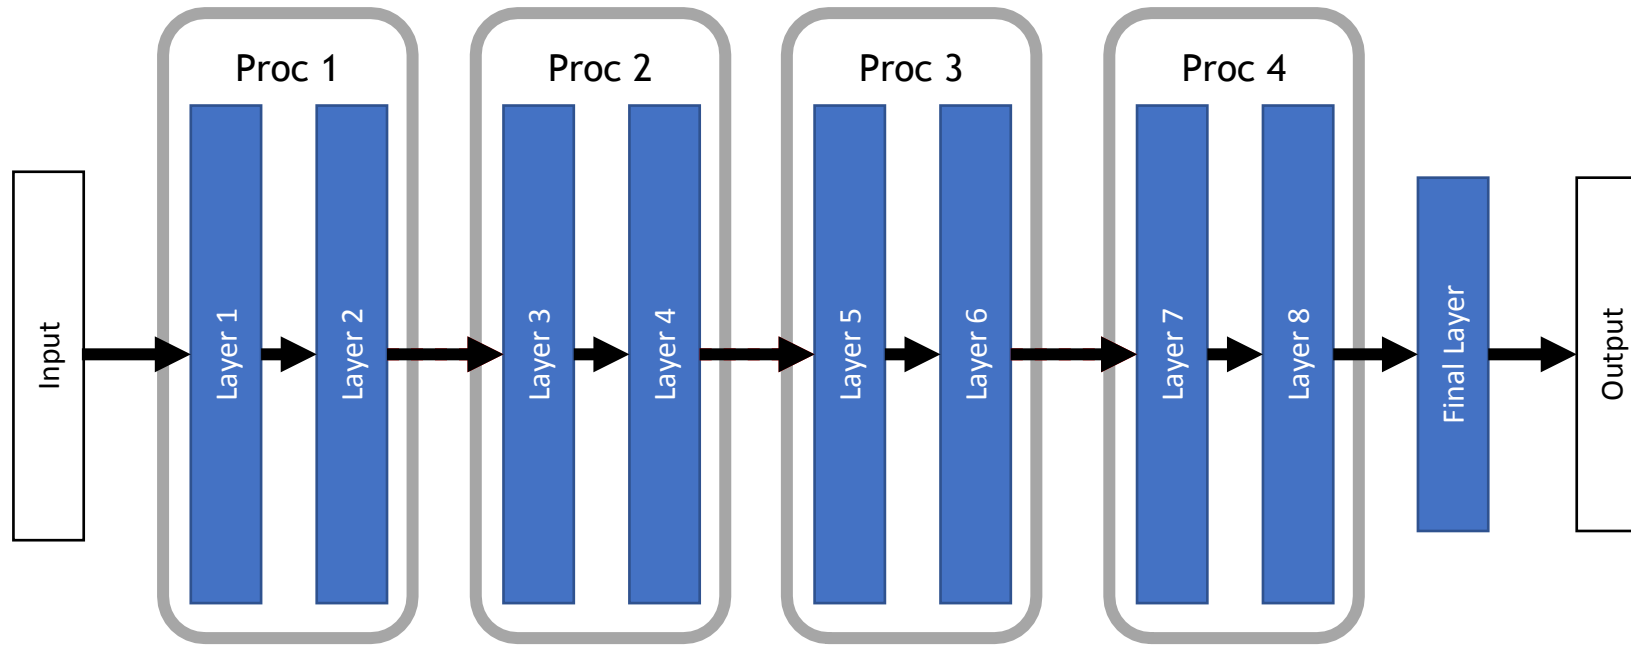 Proc 1
Proc 2
Proc 3
Proc 4
Input
Layer 1
Layer 2
Layer 3
Layer 4
Layer 5
Layer 6
Layer 7
Layer 8
Final Layer
Output